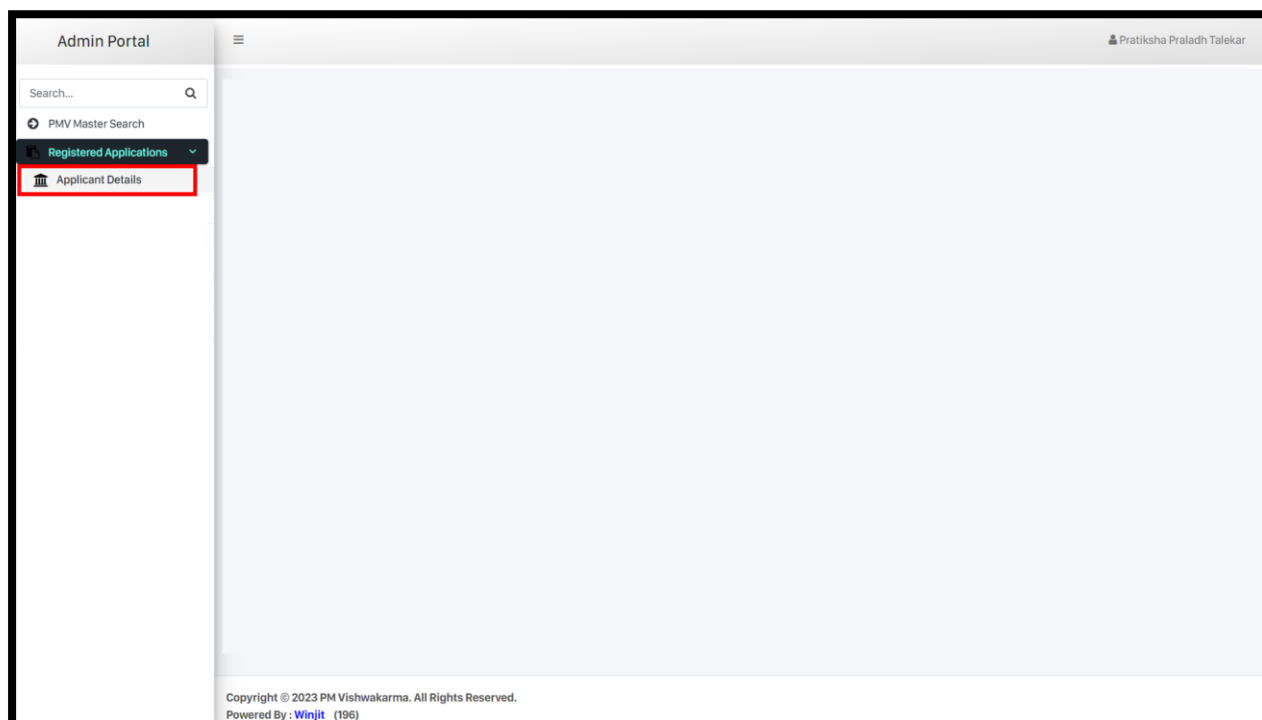 Admin Portal
Pratiksha Praladh Talekar
Search...
PMV Master Search
Registered Applications
Applicant Details
Copyright © 2023 PM Vishwakarma. All Rights Reserved.
Powered By : Winjit (196)